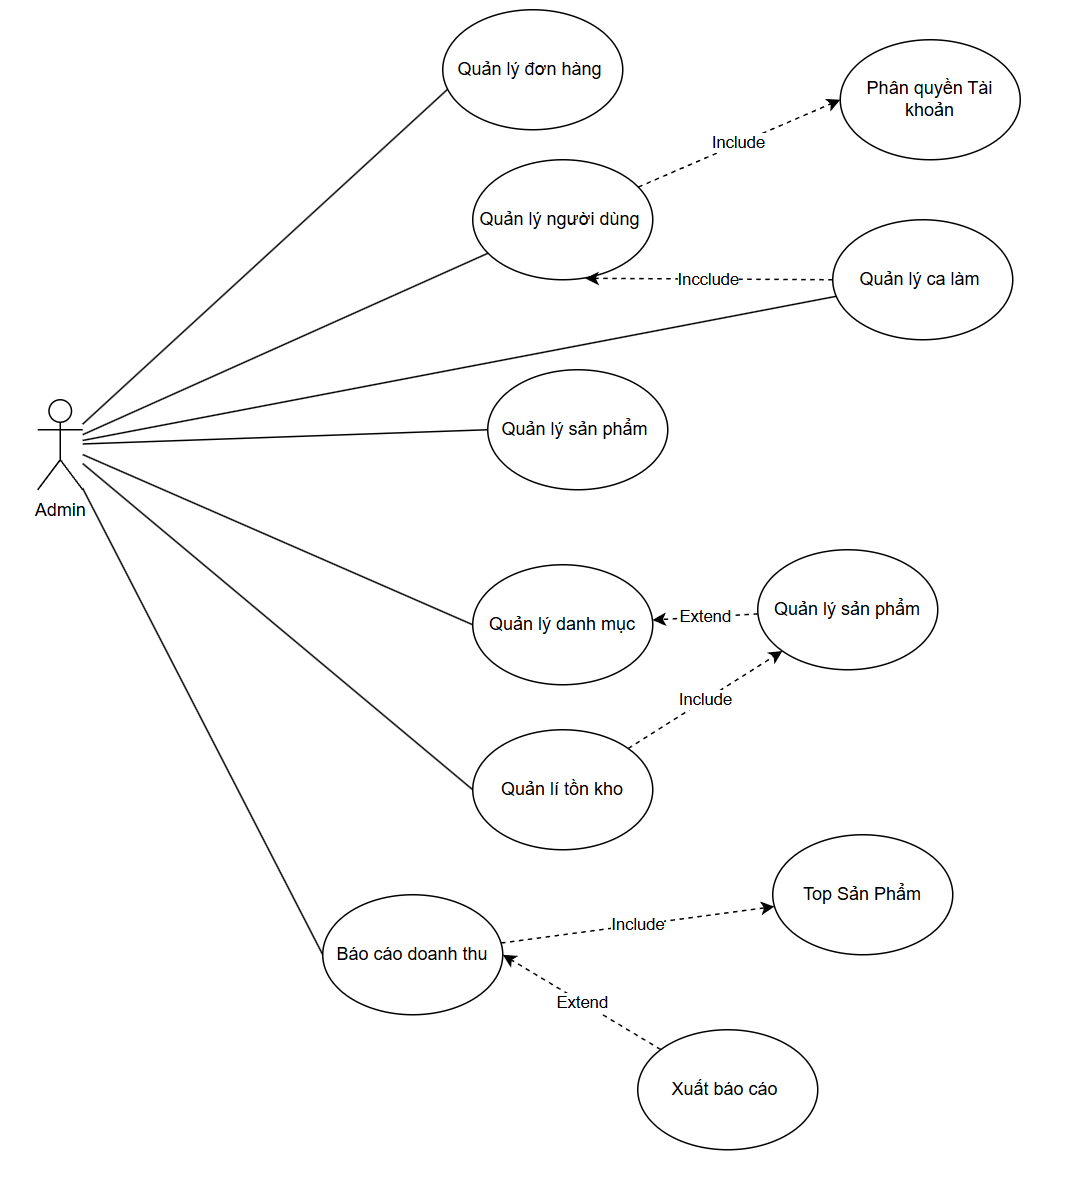 Quản lý đơn hàng
Phân quyền Tài
khoản
Include
Quản lý người dùng
Incclude
Quản lý ca làm
Quản lý sản phẩm
Admin
Quản lý danh mục
Extend
Quản lý sản phẩm
Include
Quản lí tồn kho
Top Sản Phẩm
Include
Báo cáo doanh thu
Extend
Xuất báo cáo